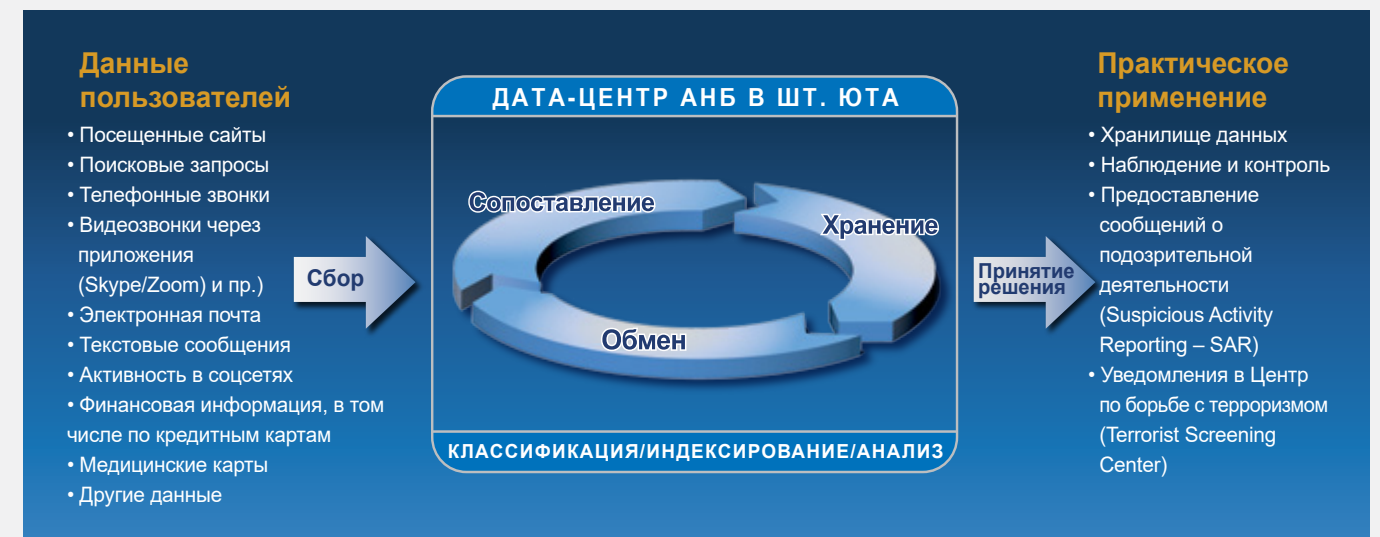 Данные
пользователей
• Посещенные сайты
• Поисковые запросы
• Телефонные звонки
• Видеозвонки через
приложения
(Skype/Zoom) и пр.)
• Электронная почта
• Текстовые сообщения
• Активность в соцсетях
• Финансовая информация, в том
числе по кредитным картам
• Медицинские карты
• Другие данные
Сбор
ДАТА-ЦЕНТР АНБ В ШТ. ЮТА
Сопоставление
Хранение
Обмен
КЛАССИФИКАЦИЯ/ИНДЕКСИРОВАНИЕ/АНАЛИЗ
Принятие
решения
Практическое
применение
• Хранилище данных
• Наблюдение и контроль
• Предоставление
сообщений о
подозрительной
деятельности
(Suspicious Activity
Reporting – SAR)
• Уведомления в Центр
по борьбе с терроризмом
(Terrorist Screening
Center)